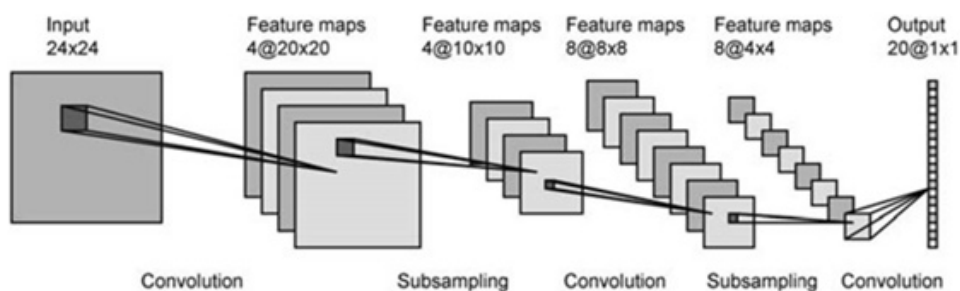 Input
24x24
Feature maps
4@20x20
Feature maps
4@10x10
Feature maps
8@8x8
Feature maps
8@4x4
Output
20@1x1
Convolution
Subsampling
Convolution
Subsampling
Convolution